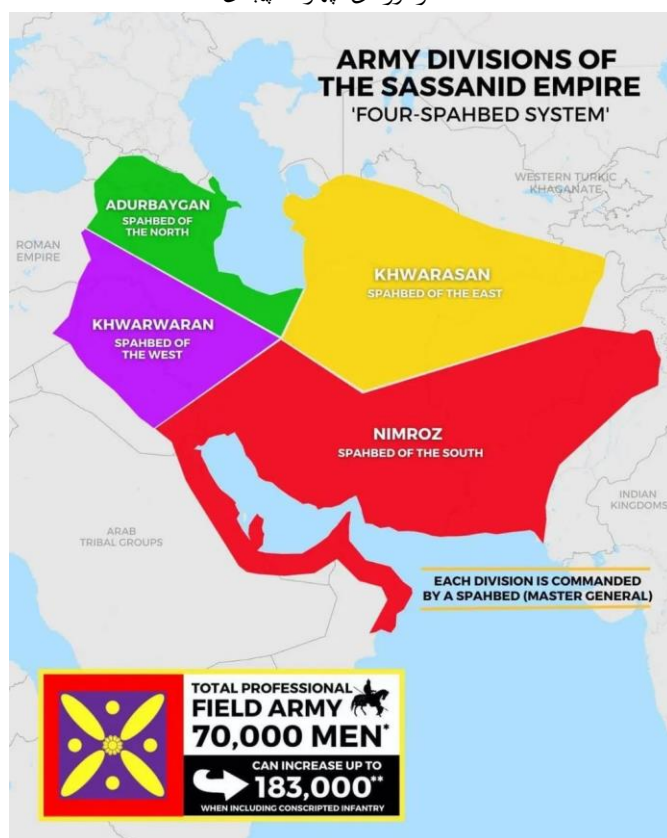 ARMY DIVISIONS OF
THE SASSANID EMPIRE
'FOUR-SPAHBED SYSTEM'
WESTERN TURKIC
KHAGANATE
ADURBAYGAN
SPAHBED OF
THE NORTH
ROMAN
EMPIRE
KHWARASAN
SPAHBED OF THE EAST
KHWARWARAN
SPAHBED OF
THE WEST
NIMROZ
SPAHBED OF THE SOUTH
INDIAN
KINGDOMS
ARAB
TRIBAL GROUPS
EACH DIVISION IS COMMANDED
BY A SPAHBED (MASTER GENERAL)
TOTAL PROFESSIONAL
FIELD ARMY
70,000 MEN*
CAN INCREASE UP TO
183,000**
WHEN INCLUDING CONSCRIPTED INFANTRY